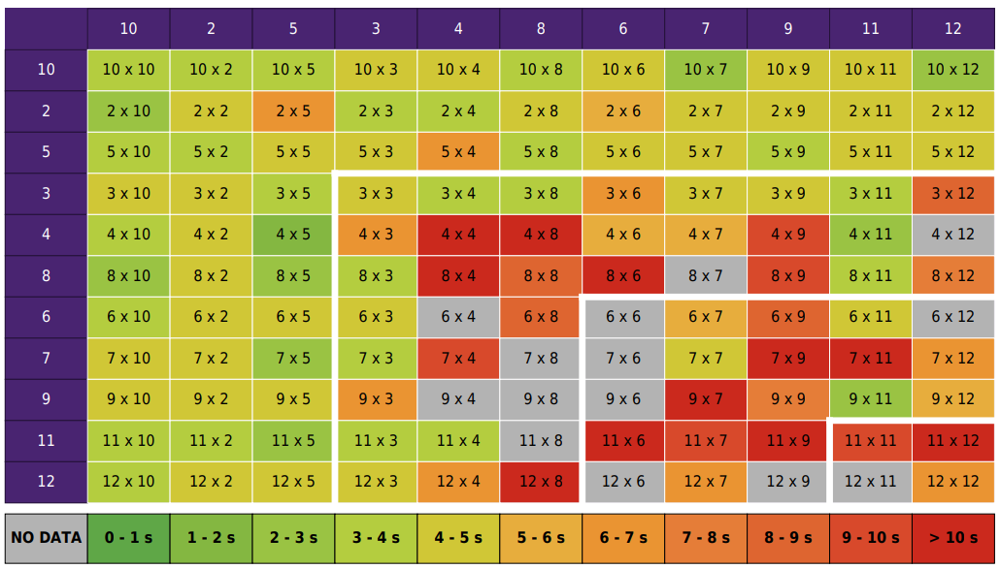 10 2 5 3 4 8 6 7 9 11 12
10 10 x 10 10 x 2 10 x 5 10 x 3 10 x 4 10 x 8 10 x 6 10 x 7 10 x 9 10 x 11 10 x 12
2 2 x 10 2 x 2 2 x 5 2 x 3 2 x 4 2 x 8 2 x 6 2 x 7 2 x 9 2 x 11 2 x 12
5 5 x 10 5 x 2 5 x 5 5 x 3 5 x 4 5 x 8 5 x 6 5 x 7 5 x 9 5 x 11 5 x 12
3 3 x 10 3 x 2 3 x 5 3 x 3 3 x 4 3 x 8 3 x 6 3 x 7 3 x 9 3 x 11 3 x 12
4 4 x 10 4 x 2 4 x 5 4 x 3 4 x 4 4 x 8 4 x 6 4 x 7 4 x 9 4 x 11 4 x 12
8 8 x 10 8 x 2 8 x 5 8 x 3 8 x 4 8 x 8 8 x 6 8 x 7 8 x 9 8 x 11 8 x 12
6 6 x 10 6 x 2 6 x 5 6 x 3 6 x 4 6 x 8 6 x 6 6 x 7 6 x 9 6 x 11 6 x 12
7 7 x 10 7 x 2 7 x 5 7 x 3 7 x 4 7 x 8 7 x 6 7 x 7 7 x 9 7 x 11 7 x 12
9 9 x 10 9 x 2 9 x 5 9 x 3 9 x 4 9 x 8 9 x 6 9 x 7 9 x 9 9 x 11 9 x 12
11 11 x 10 11 x 2 11 x 5 11 x 3 11 x 4 11 x 8 11 x 6 11 x 7 11 x 9 11 x 11 11 x 12
12 12 x 10 12 x 2 12 x 5 12 x 3 12 x 4 12 x 8 12 x 6 12 x 7 12 x 9 12 x 11 12 x 12
NO DATA 0 - 1 s 1 - 2 s 2 - 3 s 3 - 4 s 4 - 5 s 5 - 6 s 6 - 7 s 7 - 8 s 8 - 9 s 9 - 10 s > 10 s